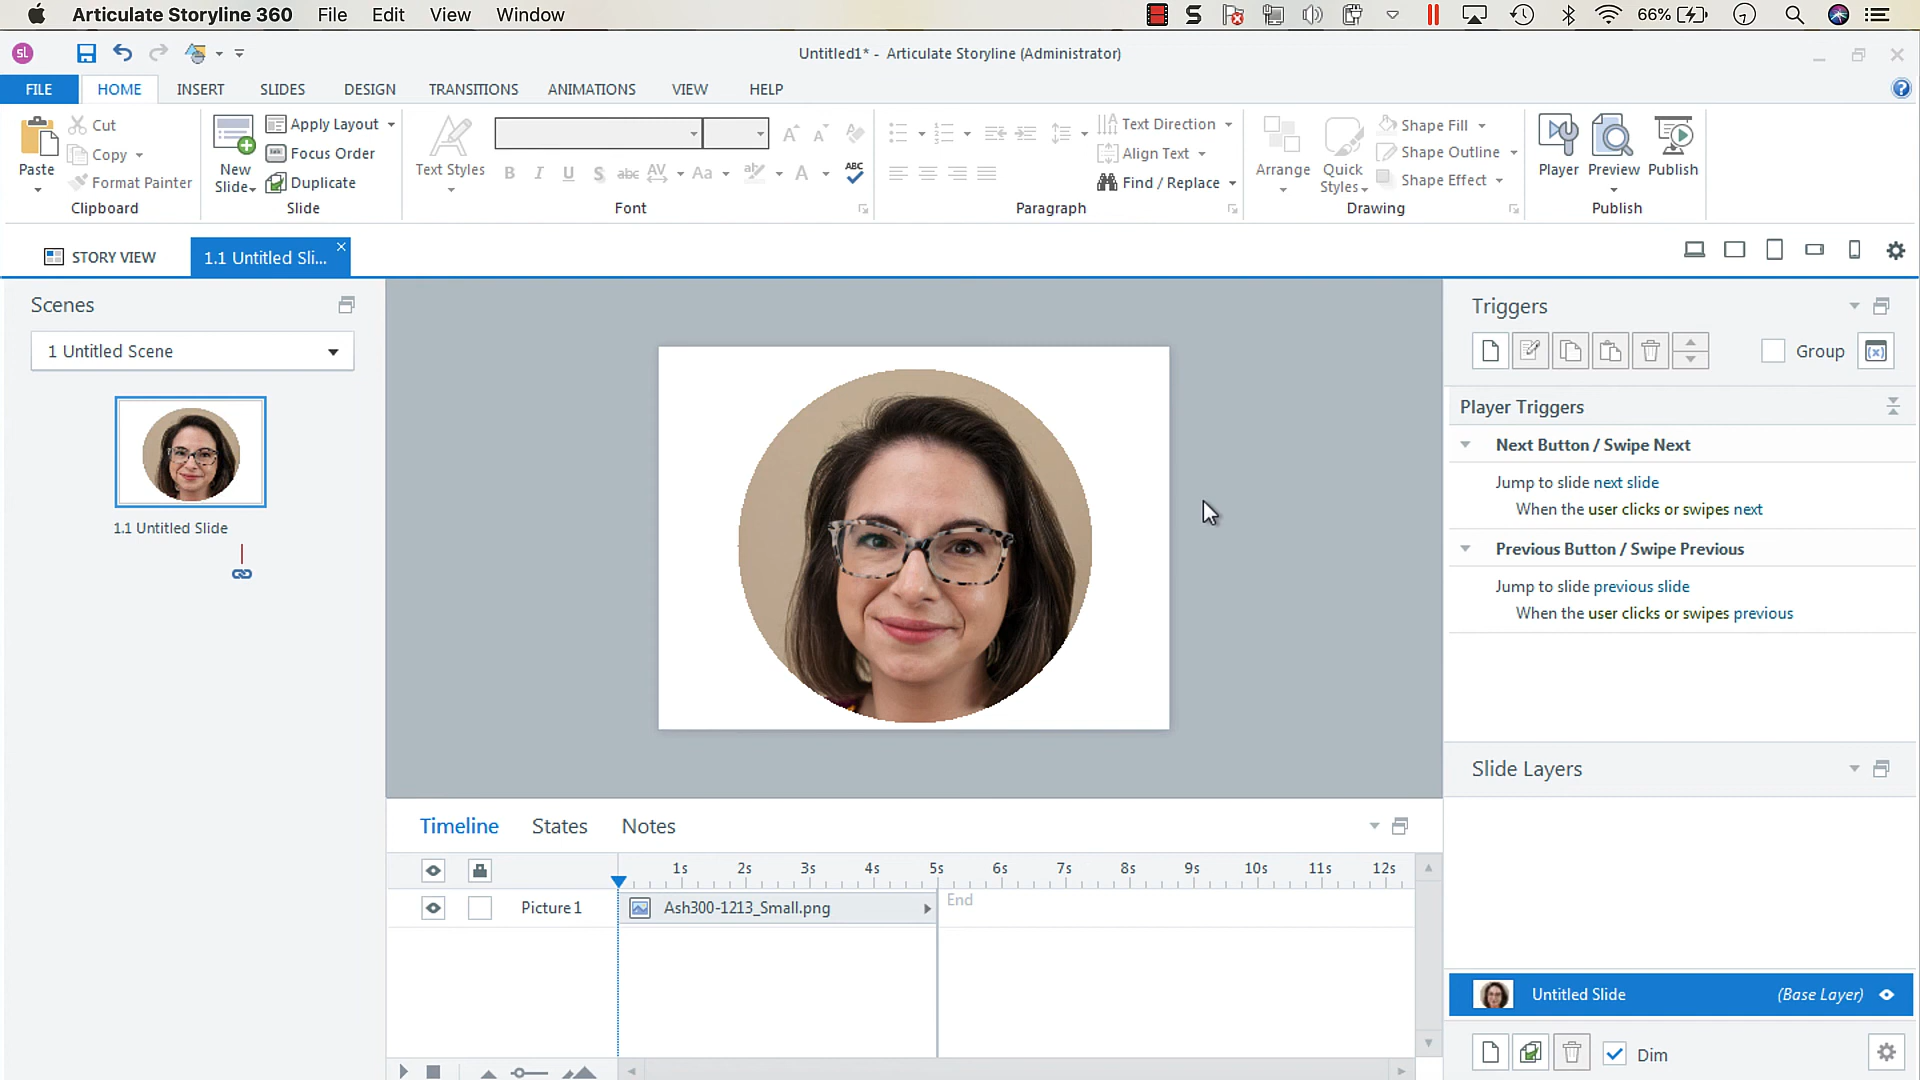 Articulate Storyline 360 File Edit View Window 66%
SL Untitled1* - Articulate Storyline (Administrator)
FILE HOME INSERT SLIDES DESIGN TRANSITIONS ANIMATIONS VIEW HELP ?
Paste
Cut
Copy
Format Painter
Clipboard
New Slide
Apply Layout
Focus Order
Duplicate
Slide
Text Styles
B I U S abc AV Aa A ABC
Font
Text Direction
Align Text
Find / Replace
Paragraph
Arrange
Quick Styles
Shape Fill
Shape Outline
Shape Effect
Drawing
Player
Preview
Publish
Publish
STORY VIEW
1.1 Untitled Sli...
Scenes
1 Untitled Scene
1.1 Untitled Slide
Triggers
Group
Player Triggers
Next Button / Swipe Next
Jump to slide next slide
When the user clicks or swipes next
Previous Button / Swipe Previous
Jump to slide previous slide
When the user clicks or swipes previous
Slide Layers
Untitled Slide (Base Layer)
Dim
Timeline States Notes
1s 2s 3s 4s 5s 6s 7s 8s 9s 10s 11s 12s
Picture 1 Ash300-1213_Small.png End